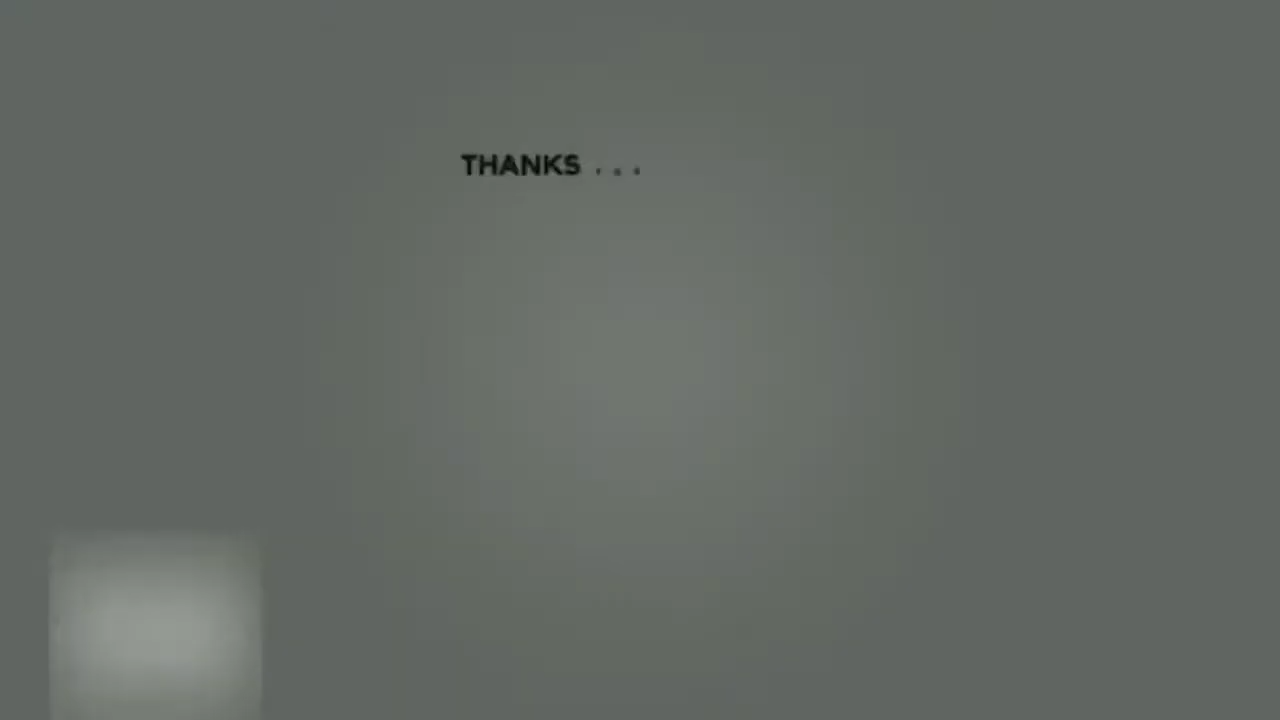 THANKS . . .